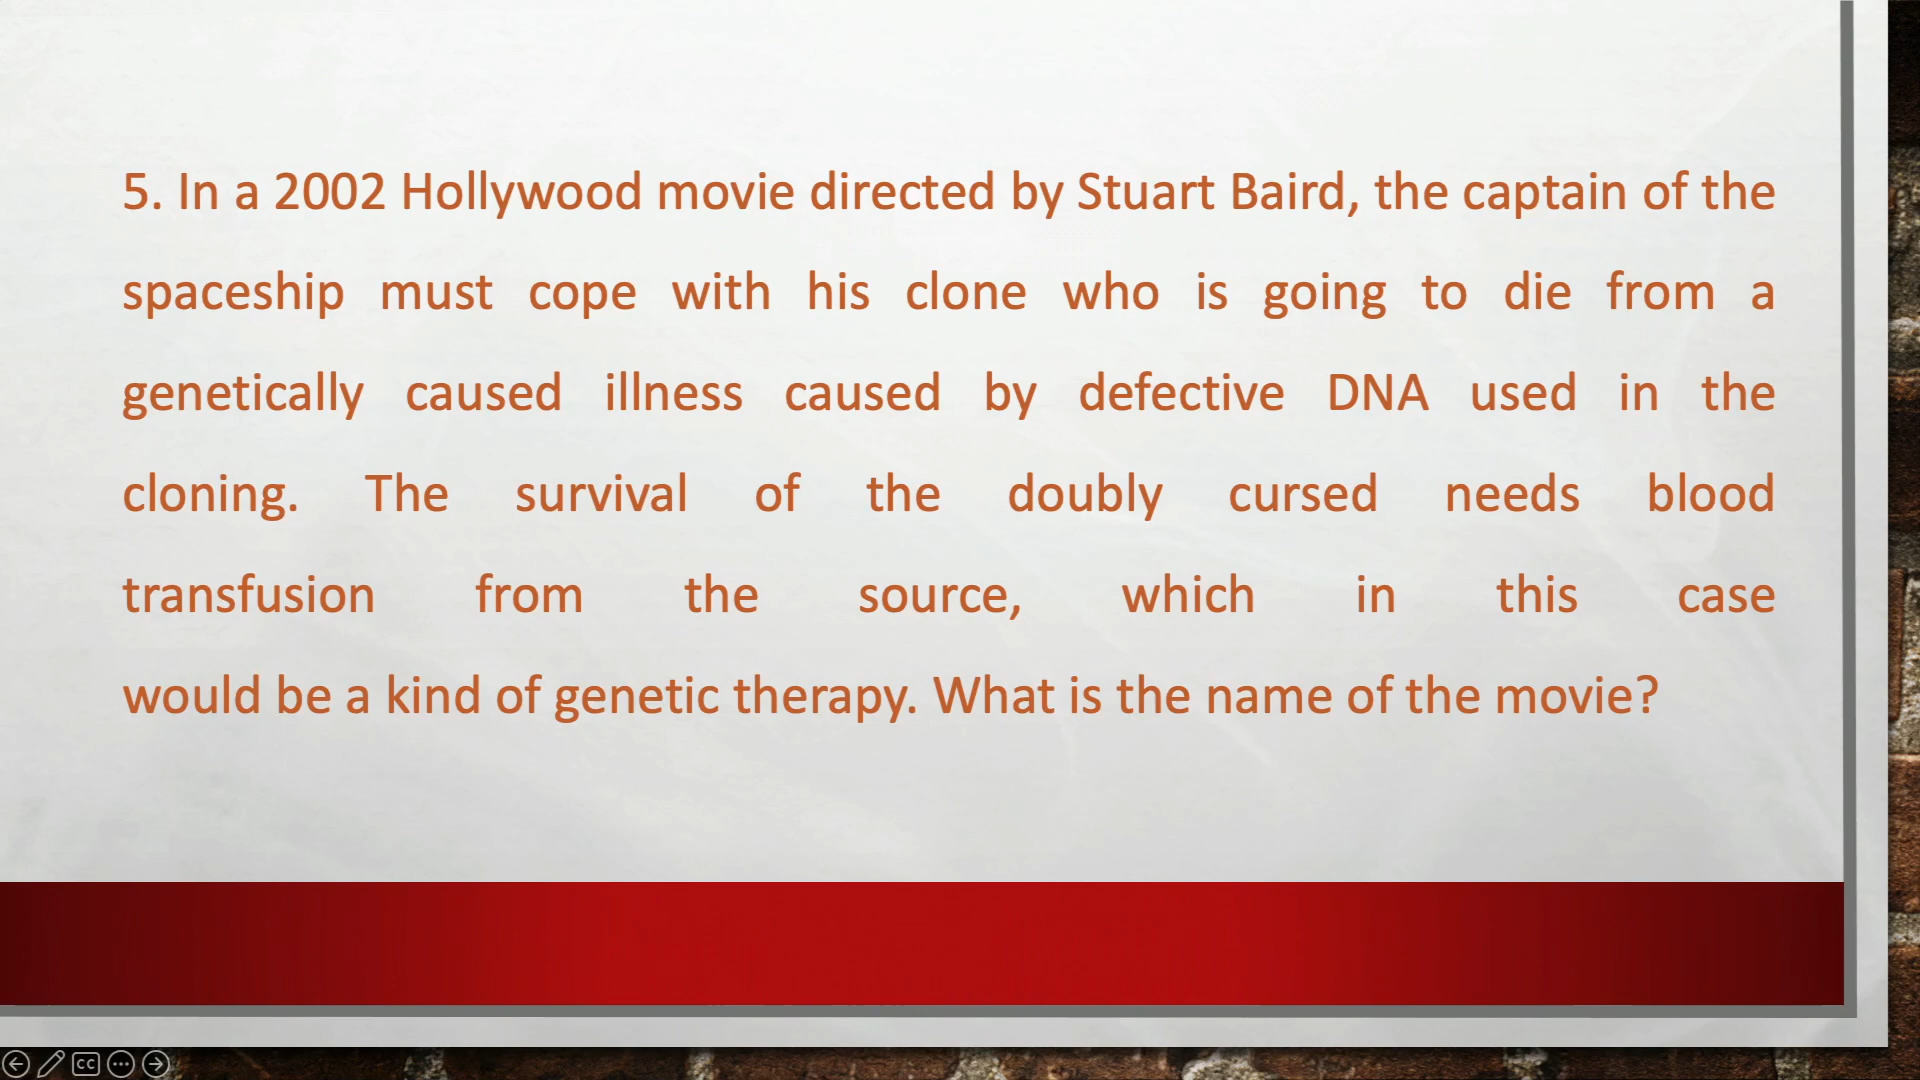 5. In a 2002 Hollywood movie directed by Stuart Baird, the captain of the
spaceship must cope with his clone who is going to die from a
genetically caused illness caused by defective DNA used in the
cloning. The survival of the doubly cursed needs blood
transfusion from the source, which in this case
would be a kind of genetic therapy. What is the name of the movie?
CC